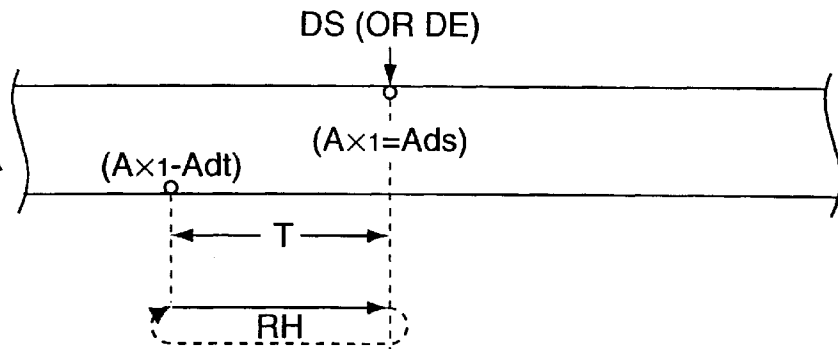 DS (OR DE)
(A×1=Ads)
(A×1-Adt)
T
RH